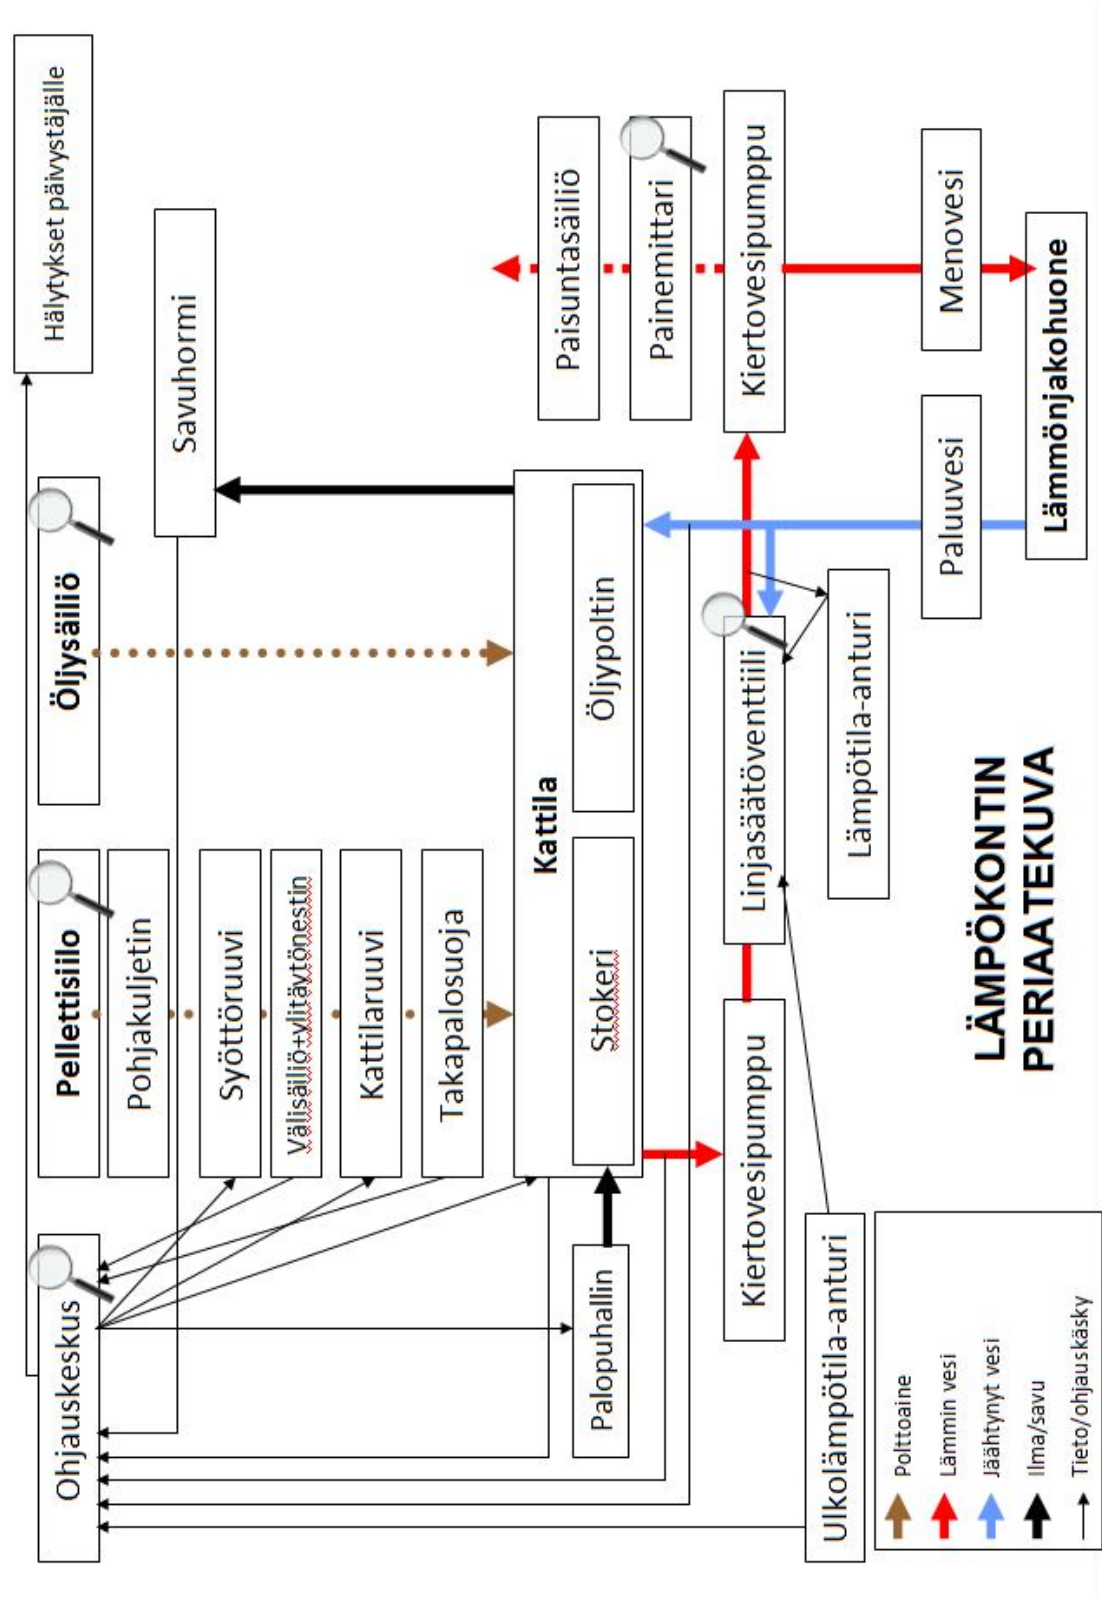 Ohjauskeskus
Pellettisiilo
Öljysäiliö
Hälytykset päivystäjälle
Pohjakuljetin
Savuhormi
Syöttöruuvi
Välisäiliö+ylitäytönestin
Kattilaruuvi
Takapalosuoja
Kattila
Stokeri
Öljypoltin
Paisuntasäiliö
Palopuhallin
Painemittari
Kiertovesipumppu
Linjasäätöventtiili
Kiertovesipumppu
Ulkolämpötila-anturi
Lämpötila-anturi
Paluuvesi
Menovesi
Lämmönjakohuone
LÄMPÖKONTIN
PERIAATEKUVA
Polttoaine
Lämmin vesi
Jäähtynyt vesi
Ilma/savu
Tieto/ohjauskäsky